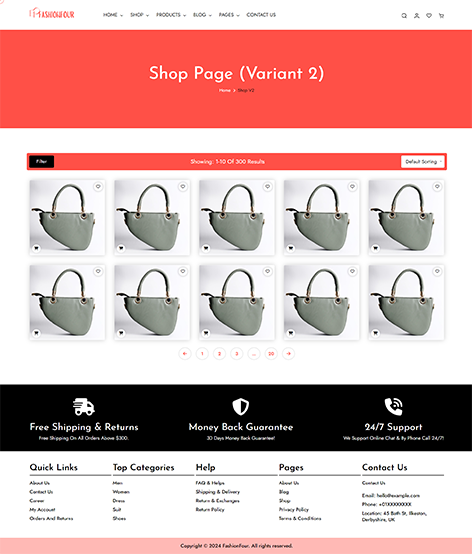 FASHIONFOUR HOME SHOP PRODUCTS BLOG PAGES CONTACT US
Shop Page (Variant 2)
Home > Shop V2
Filter Showing: 1-10 Of 300 Results Default Sorting
1 2 3 ... 20
Free Shipping & Returns Money Back Guarantee 24/7 Support
Free Shipping On All Orders Above $300. 30 Days Money Back Guarantee! We Support Online Chat & By Phone Call 24/7!
Quick Links Top Categories Help Pages Contact Us
About Us Men FAQ & Helps About Us Contact Us
Contact Us Women Shipping & Delivery Blog Email: hello@example.com
Career Dress Return & Exchanges Shop Phone: +01XXXXXXXX
My Account Suit Return Policy Privacy Policy Location: 45 Bath St, Ilkeston,
Orders And Returns Shoes Terms & Conditions Derbyshire, UK
Copyright © 2024 FashionFour. All rights reserved.